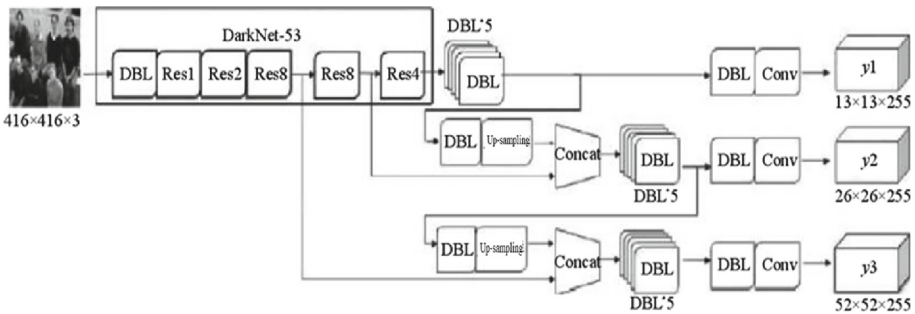 DarkNet-53
DBL Res1 Res2 Res8 Res8 Res4
DBL*5
DBL
DBL Conv
y1
13×13×255
416×416×3
DBL Up-sampling
Concat
DBL
DBL*5
DBL Conv
y2
26×26×255
DBL Up-sampling
Concat
DBL
DBL*5
DBL Conv
y3
52×52×255